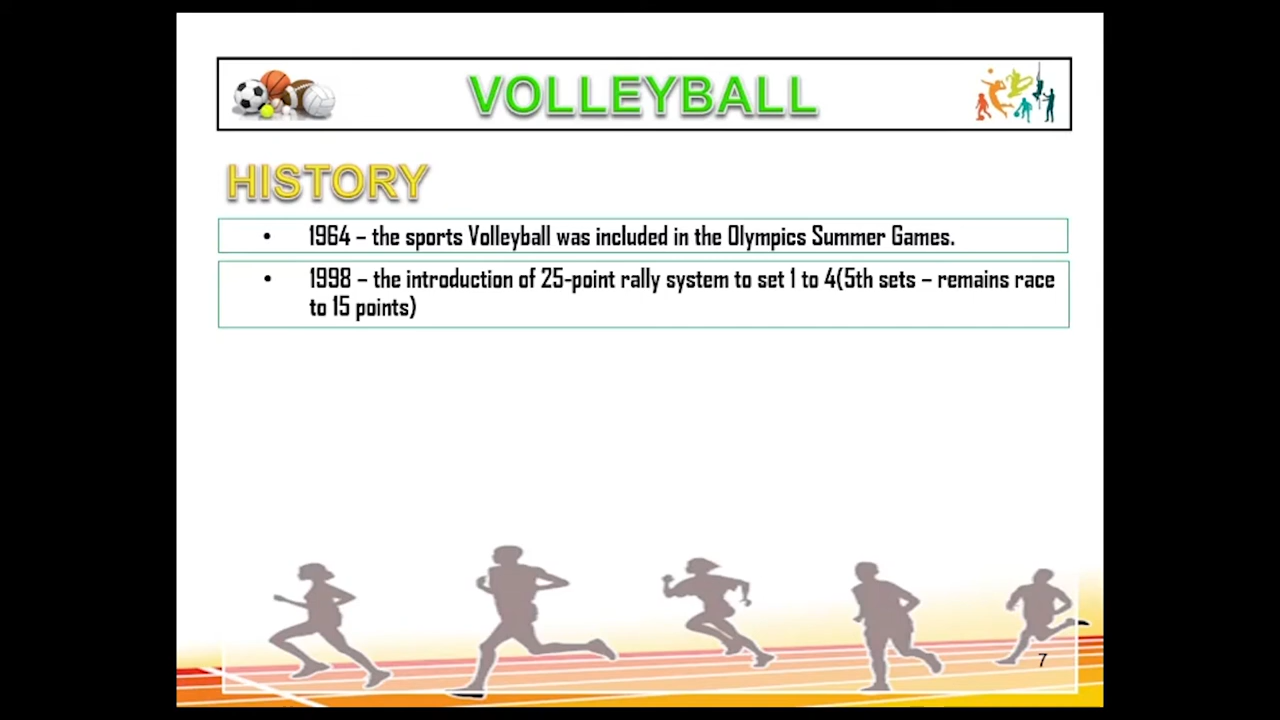 VOLLEYBALL
HISTORY
• 1964 – the sports Volleyball was included in the Olympics Summer Games.
• 1998 – the introduction of 25-point rally system to set 1 to 4(5th sets – remains race
to 15 points)
7